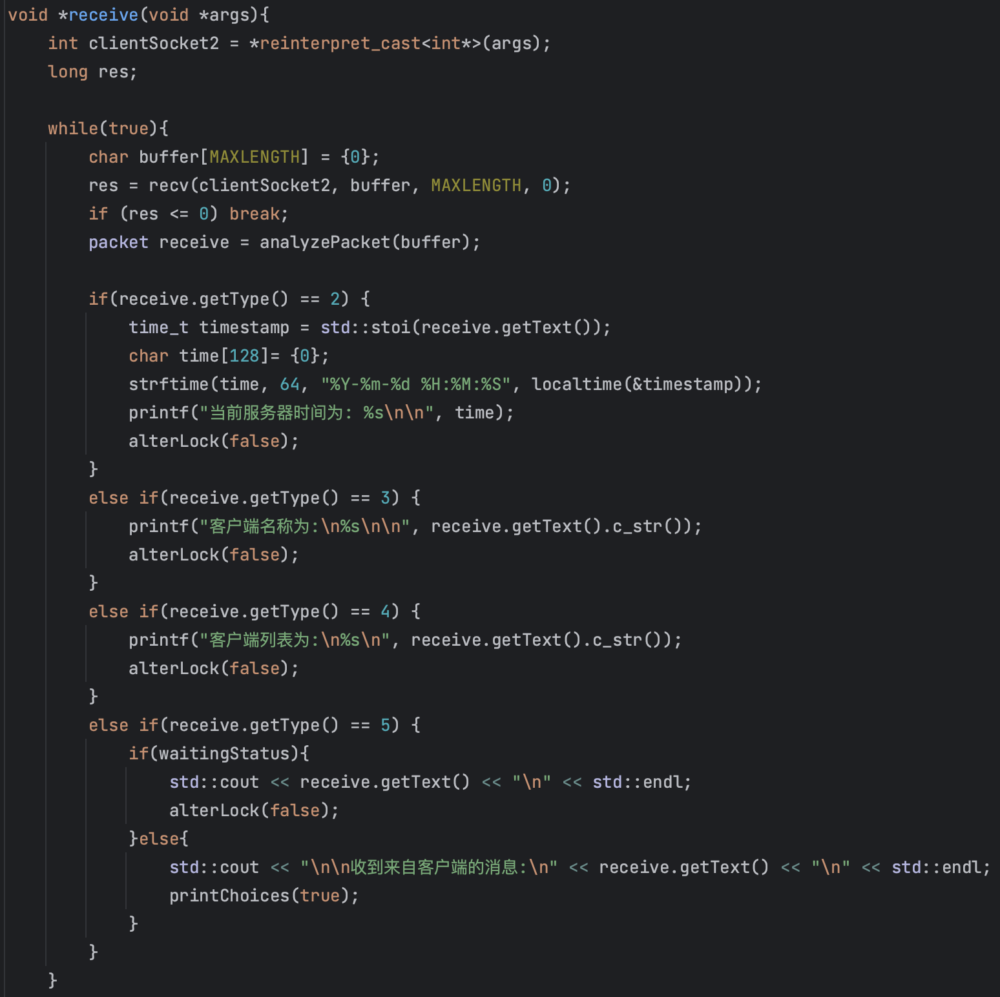 void *receive(void *args){
    int clientSocket2 = *reinterpret_cast<int*>(args);
    long res;

    while(true){
        char buffer[MAXLENGTH] = {0};
        res = recv(clientSocket2, buffer, MAXLENGTH, 0);
        if (res <= 0) break;
        packet receive = analyzePacket(buffer);

        if(receive.getType() == 2) {
            time_t timestamp = std::stoi(receive.getText());
            char time[128]= {0};
            strftime(time, 64, "%Y-%m-%d %H:%M:%S", localtime(&timestamp));
            printf("当前服务器时间为: %s\n\n", time);
            alterLock(false);
        }
        else if(receive.getType() == 3) {
            printf("客户端名称为:\n%s\n\n", receive.getText().c_str());
            alterLock(false);
        }
        else if(receive.getType() == 4) {
            printf("客户端列表为:\n%s\n", receive.getText().c_str());
            alterLock(false);
        }
        else if(receive.getType() == 5) {
            if(waitingStatus){
                std::cout << receive.getText() << "\n" << std::endl;
                alterLock(false);
            }else{
                std::cout << "\n\n收到来自客户端的消息:\n" << receive.getText() << "\n" << std::endl;
                printChoices(true);
            }
        }
    }